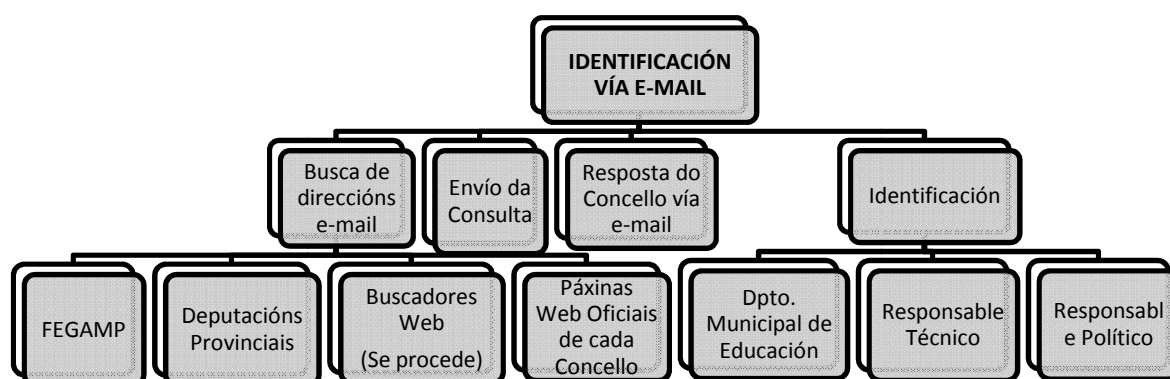 IDENTIFICACIÓN
VÍA E-MAIL
Busca de
direccións
e-mail
Envío da
Consulta
Resposta do
Concello vía
e-mail
Identificación
FEGAMP
Deputacións
Provinciais
Buscadores
Web
(Se procede)
Páxinas
Web Oficiais
de cada
Concello
Dpto.
Municipal de
Educación
Responsable
Técnico
Responsabl
e Político